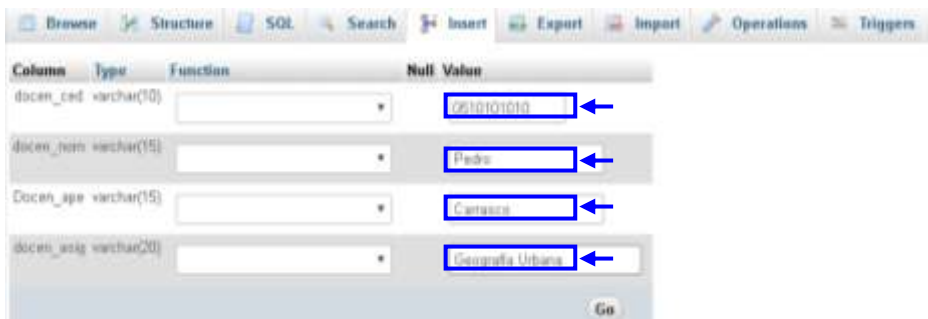 Browse Structure SQL Search Insert Export Import Operations Triggers
Column Type Function Null Value
docen_ced varchar(10) 0510101010
docen_nom varchar(15) Pedro
Docen_ape varchar(15) Carrasco
docen_asig varchar(20) Geografia Urbana
Go